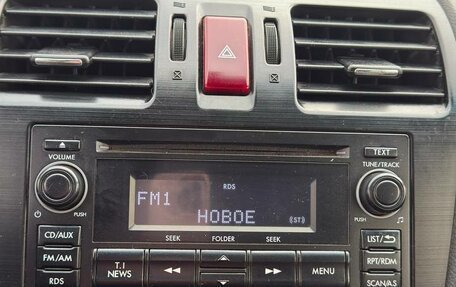 VOLUME
TEXT
TUNE/TRACK
RDS
FM1
НОВОЕ
(ST)
PUSH
PUSH
SEEK FOLDER SEEK
CD/AUX
LIST/
FM/AM
T.I NEWS
MENU
RPT/RDM
RDS
SCAN/A.S